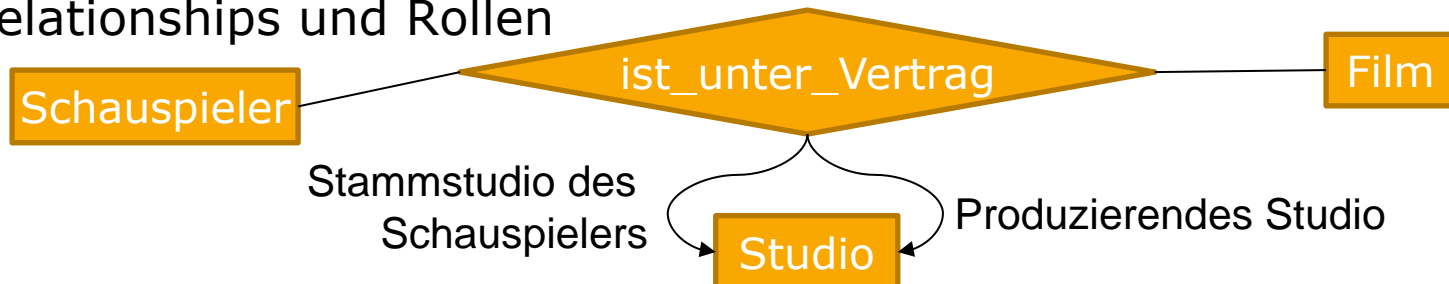 elationships und Rollen
ist_unter_Vertrag
Film
Schauspieler
Stammstudio des
Schauspielers
Produzierendes Studio
Studio